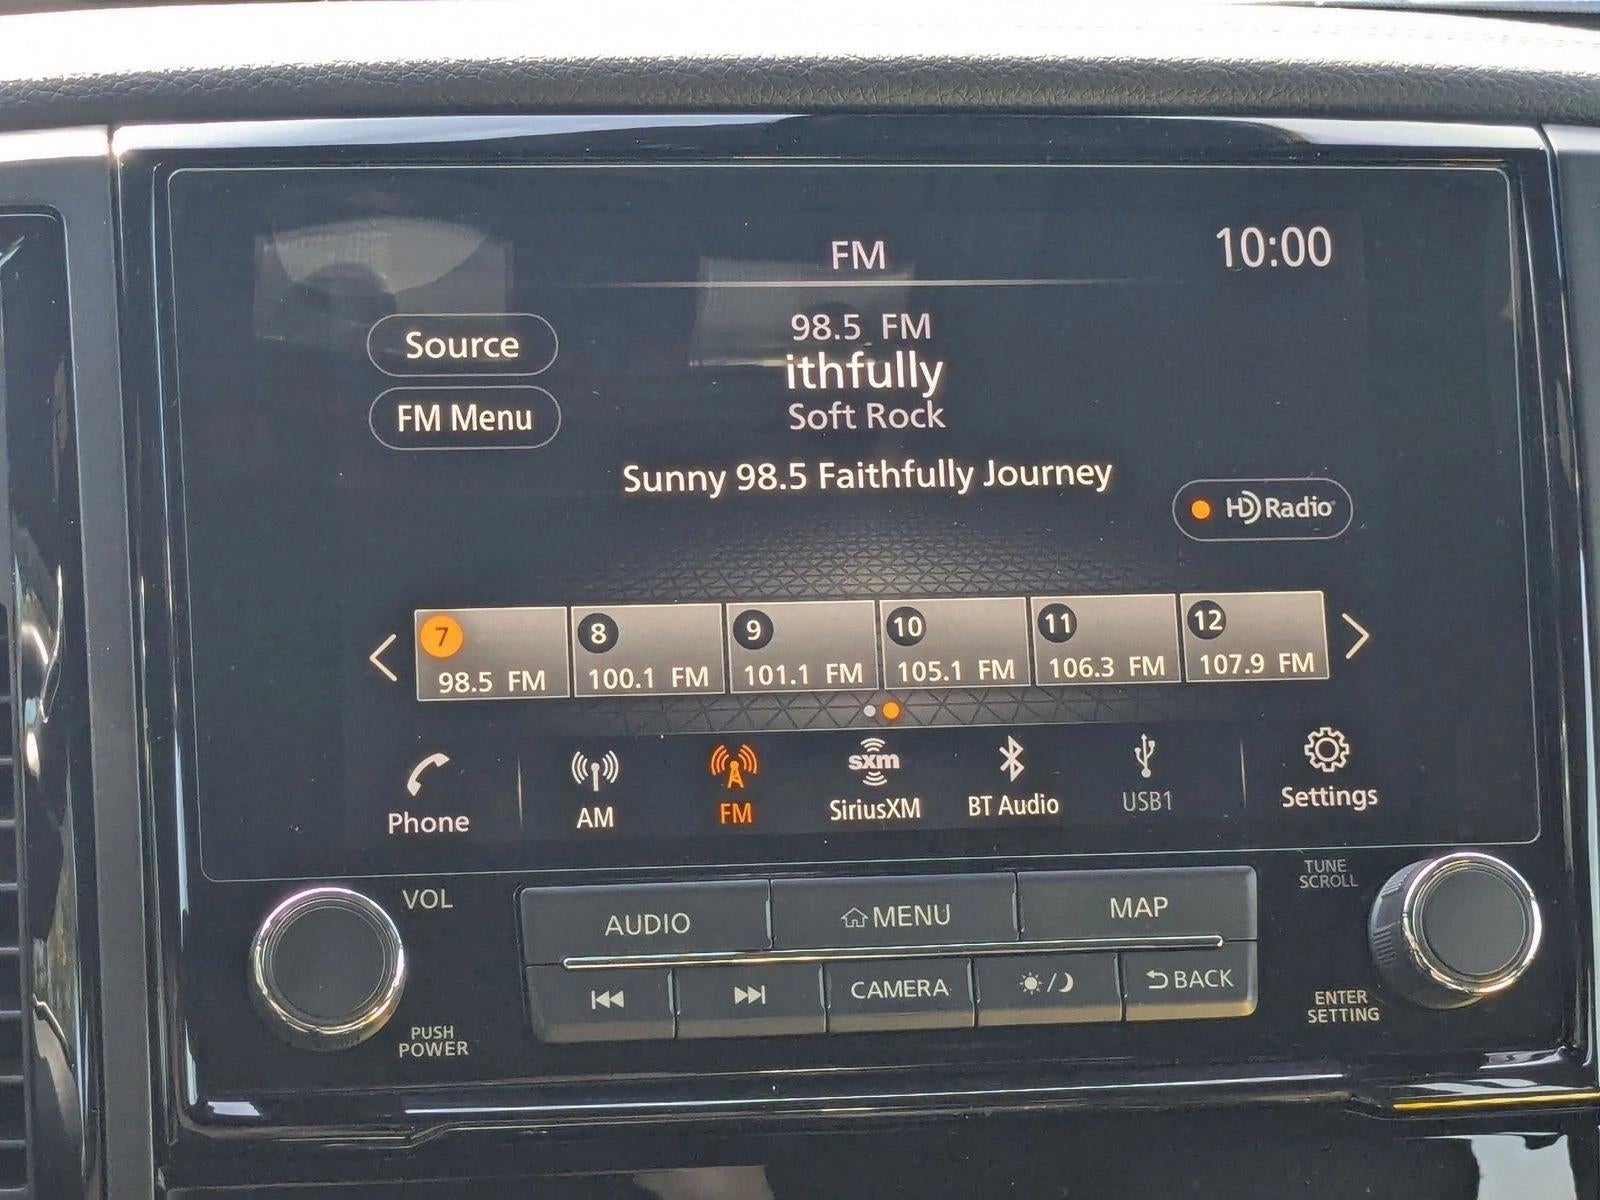 FM
10:00
Source
98.5 FM
ithfully
FM Menu
Soft Rock
Sunny 98.5 Faithfully Journey
HD Radio
7
98.5 FM
8
100.1 FM
9
101.1 FM
10
105.1 FM
11
106.3 FM
12
107.9 FM
Phone
AM
FM
sxm
SiriusXM
BT Audio
USB1
Settings
VOL
PUSH
POWER
AUDIO
MENU
MAP
CAMERA
/
BACK
TUNE
SCROLL
ENTER
SETTING